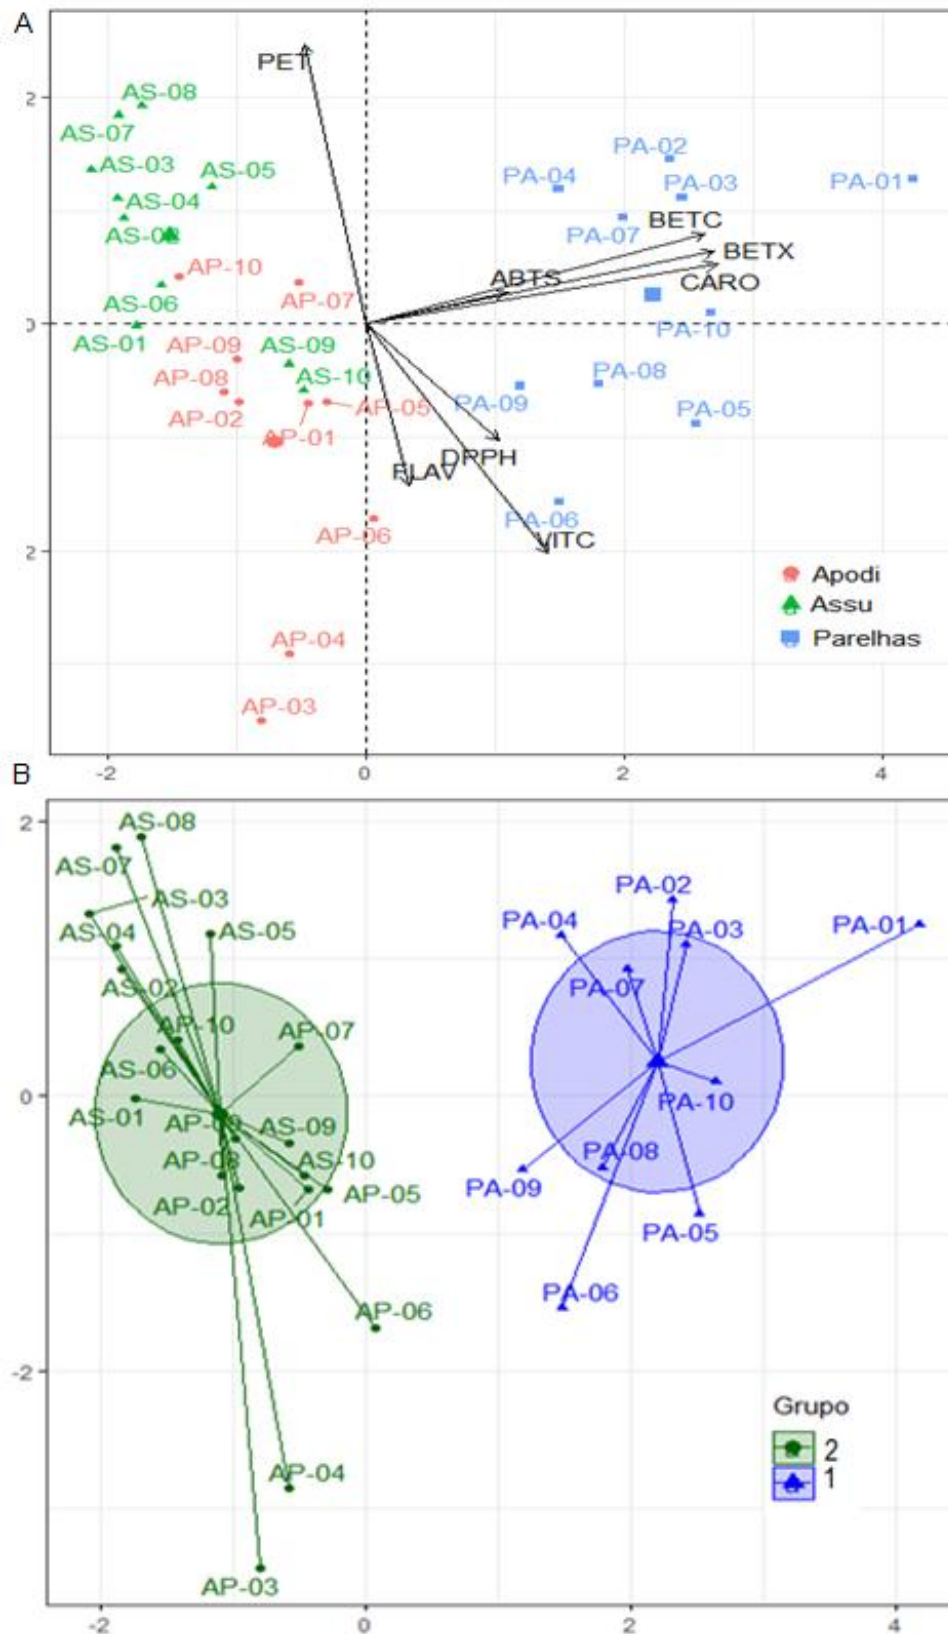 A
PET
AS-08
AS-07
AS-03
AS-05
AS-04
AP-10
AP-07
AS-06
AS-01
AP-09
AS-09
AP-08
AS-10
AP-02
AP-05
AP-01
AP-06
AP-04
AP-03
PA-02
PA-04
PA-03
PA-01
BETC
PA-07
BETX
ABTS
CARO
PA-10
PA-08
PA-09
PA-05
DPPH
FLAV
PA-06
VITC
Apodi
Assu
Parelhas
2
0
2
-2
0
2
4
B
AS-08
AS-07
AS-03
AS-04
AS-05
AS-02
AP-10
AP-07
AS-06
AS-01
AS-09
AP-08
AS-10
AP-02
AP-05
AP-01
AP-06
AP-04
AP-03
PA-02
PA-04
PA-03
PA-01
PA-07
PA-10
PA-08
PA-09
PA-05
PA-06
Grupo
2
1
2
0
-2
-2
0
2
4